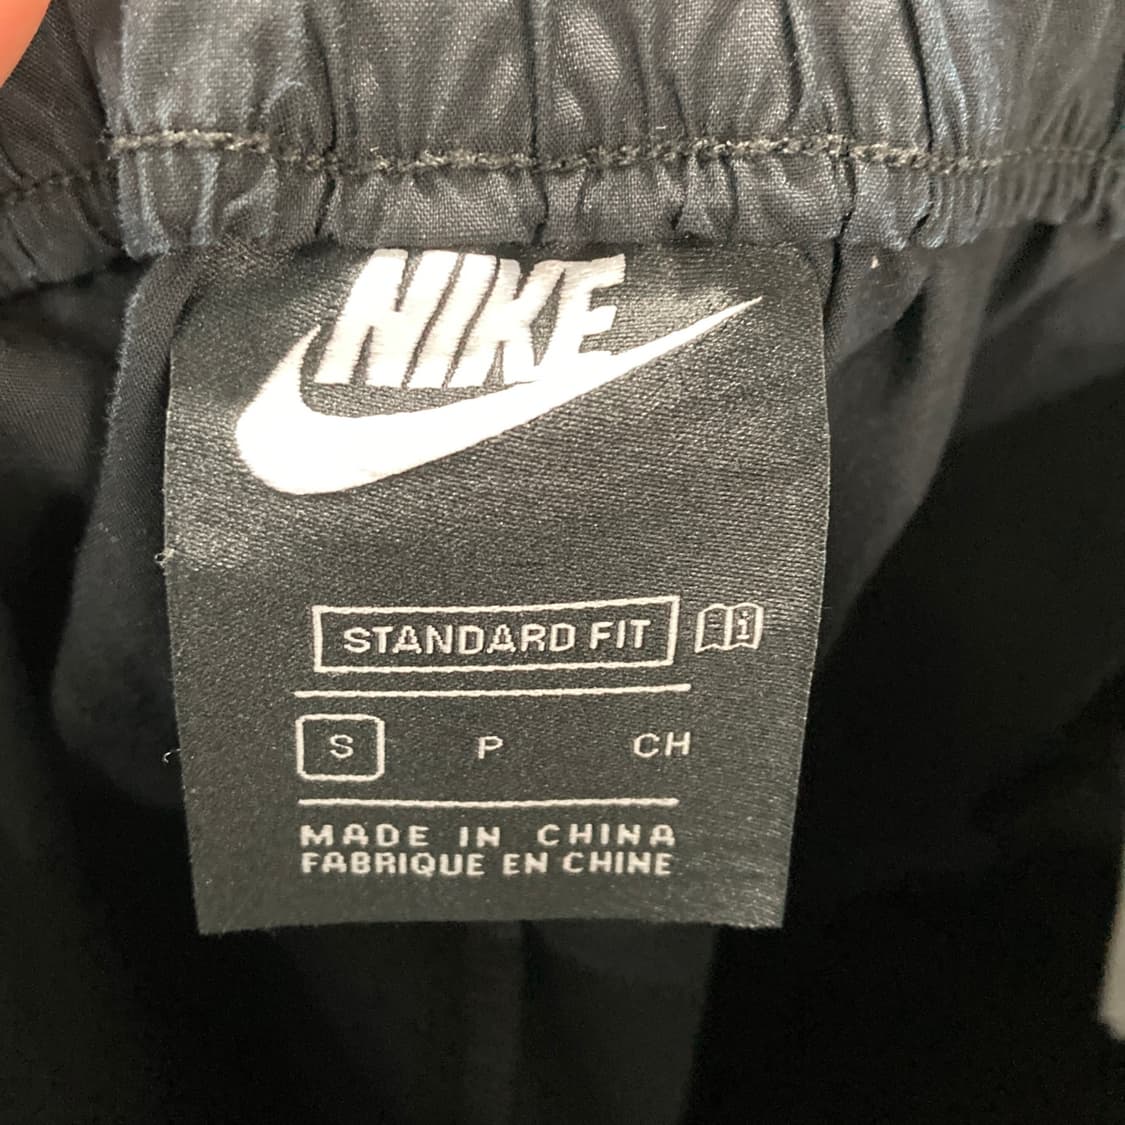 NIKE
STANDARD FIT i
S P CH
MADE IN CHINA
FABRIQUE EN CHINE